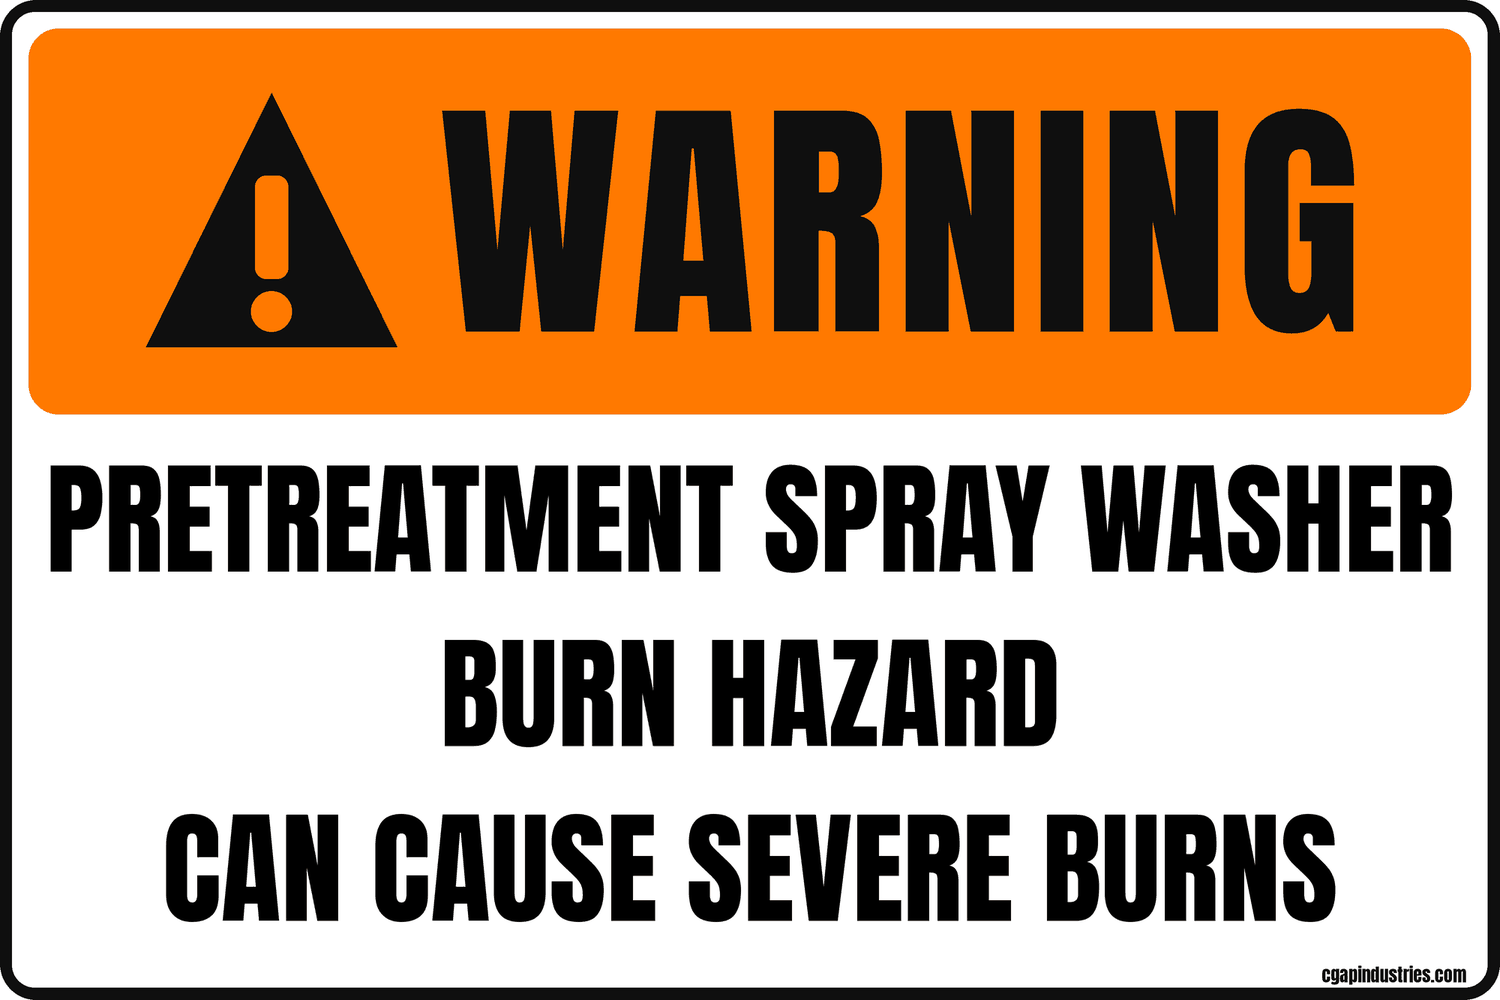 WARNING
PRETREATMENT SPRAY WASHER
BURN HAZARD
CAN CAUSE SEVERE BURNS
cgapindustries.com